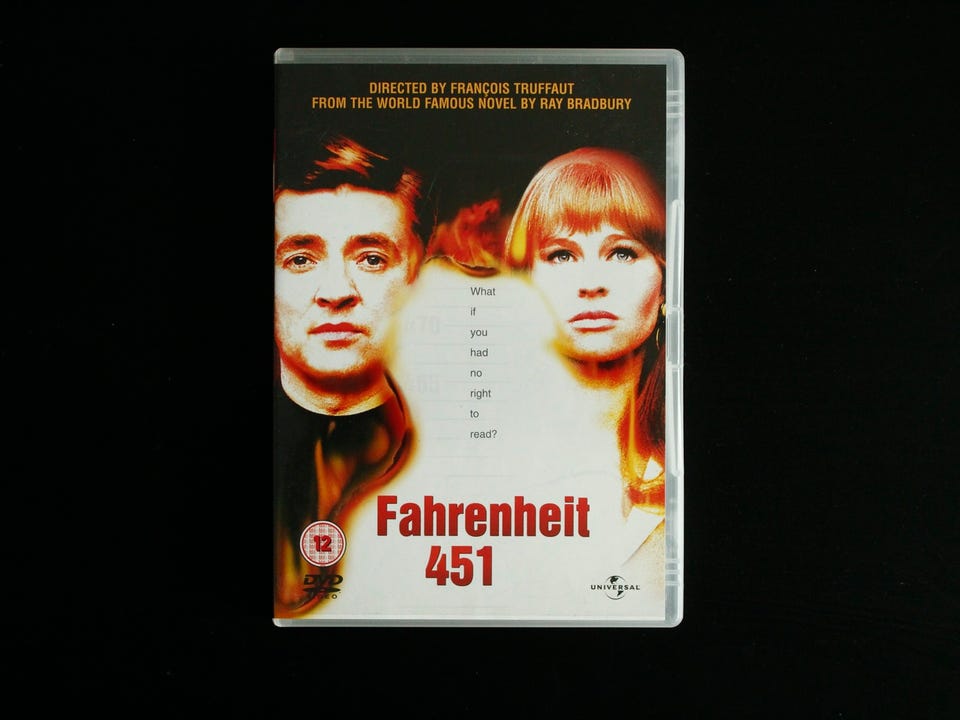 DIRECTED BY FRANÇOIS TRUFFAUT
FROM THE WORLD FAMOUS NOVEL BY RAY BRADBURY
What
if
you
had
no
right
to
read?
Fahrenheit
451
12
DVD
VIDEO
UNIVERSAL